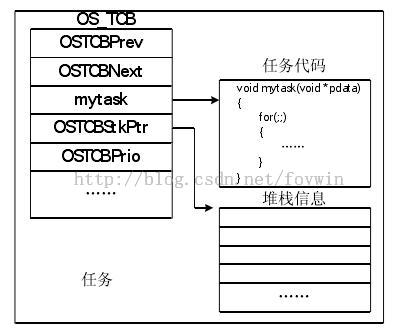 OS_TCB
OSTCBPrev
OSTCBNext
mytask
OSTCBStkPtr
OSTCBPrio
……
任务
任务代码
void mytask(void * pdata)
{
for(;;)
{
……
}
}
http://blog.csdn.net/foywin
堆栈信息
……